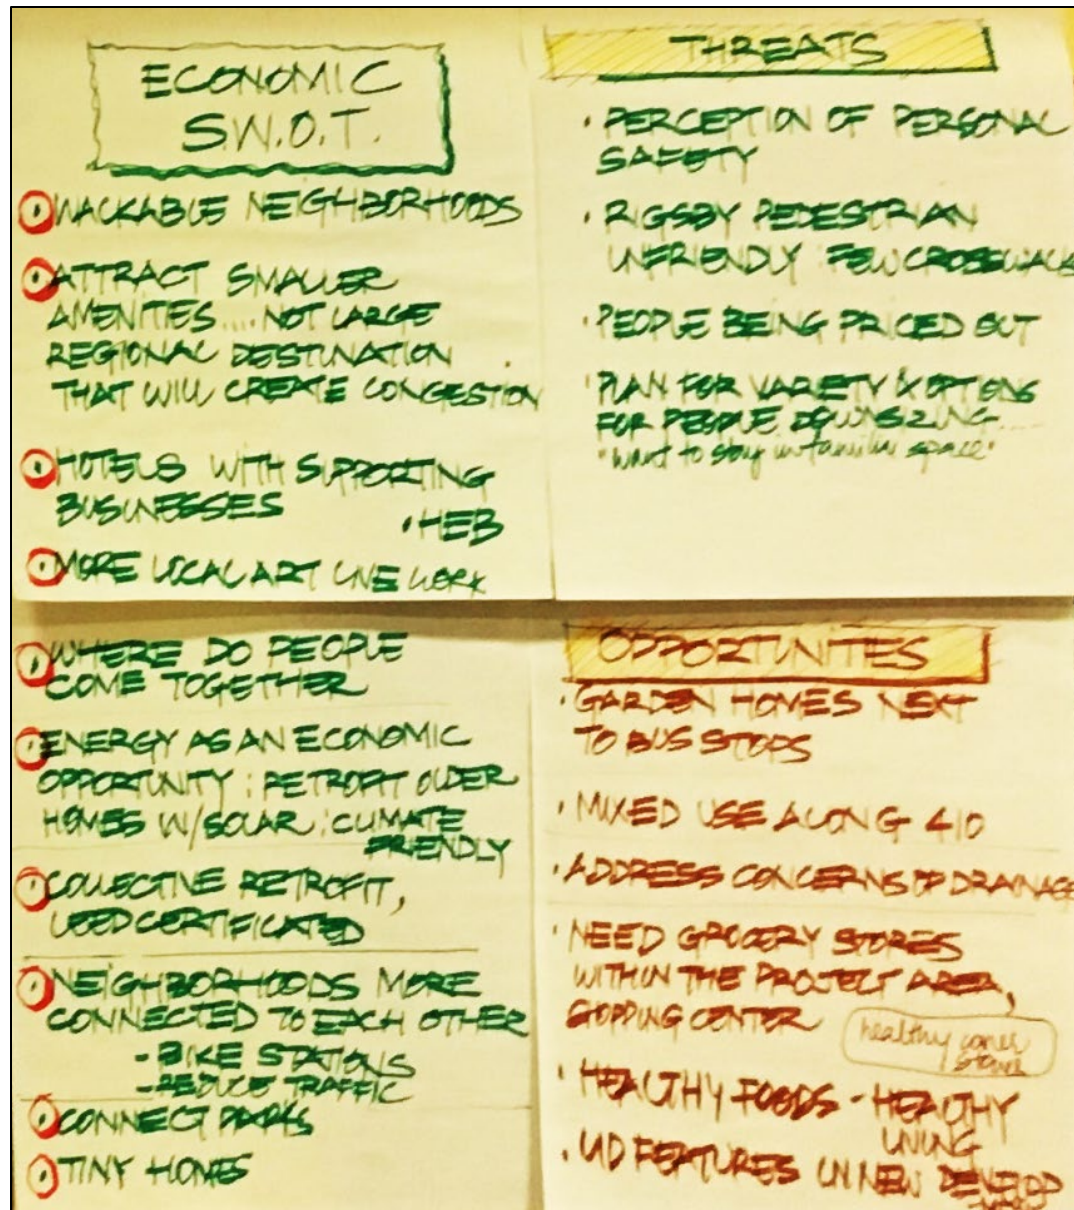 ECONOMIC
S.W.O.T.
WALKABLE NEIGHBORHOODS
ATTRACT SMALLER
AMENITIES.... NOT LARGE
REGIONAL DESTINATION
THAT WILL CREATE CONGESTION
HOTELS WITH SUPPORTING
BUSINESSES
• HEB
MORE LOCAL ART LIVE WORK
THREATS
• PERCEPTION OF PERSONAL
SAFETY
• RIGSBY PEDESTRIAN
UNFRIENDLY FEW CROSSWALK
• PEOPLE BEING PRICED OUT
• PLAN FOR VARIETY & OPTIONS
FOR PEOPLE DOWNSIZING....
"want to stay in familiar space"
WHERE DO PEOPLE
COME TOGETHER
ENERGY AS AN ECONOMIC
OPPORTUNITY : RETROFIT OLDER
HOMES W/SOLAR : CLIMATE
FRIENDLY
COLLECTIVE RETROFIT,
LEED CERTIFICATED
NEIGHBORHOODS MORE
CONNECTED TO EACH OTHER
- BIKE STATIONS
- REDUCE TRAFFIC
CONNECT PARKS
TINY HOMES
OPPORTUNITIES
• GARDEN HOMES NEXT
TO BUS STOPS
• MIXED USE ALONG 410
• ADDRESS CONCERNS OF DRAINAGE
• NEED GROCERY STORES
WITHIN THE PROJECT AREA,
SHOPPING CENTER
healthy corner
stores
• HEALTHY FOODS - HEALTHY
LIVING
• LID FEATURES IN NEW DEVELOP